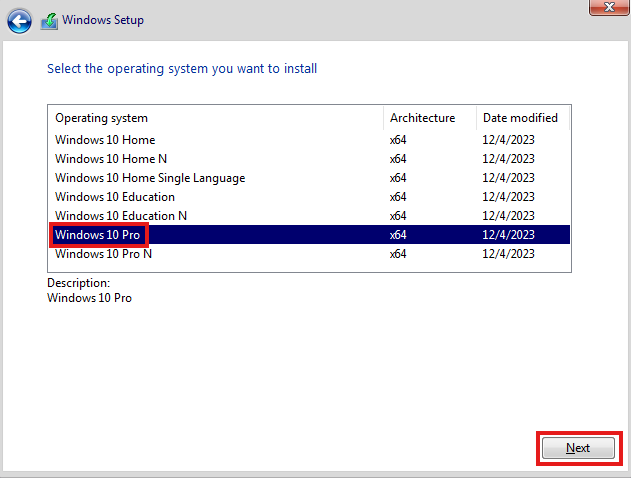 Windows Setup
Select the operating system you want to install
Operating system Architecture Date modified
Windows 10 Home x64 12/4/2023
Windows 10 Home N x64 12/4/2023
Windows 10 Home Single Language x64 12/4/2023
Windows 10 Education x64 12/4/2023
Windows 10 Education N x64 12/4/2023
Windows 10 Pro x64 12/4/2023
Windows 10 Pro N x64 12/4/2023
Description:
Windows 10 Pro
Next